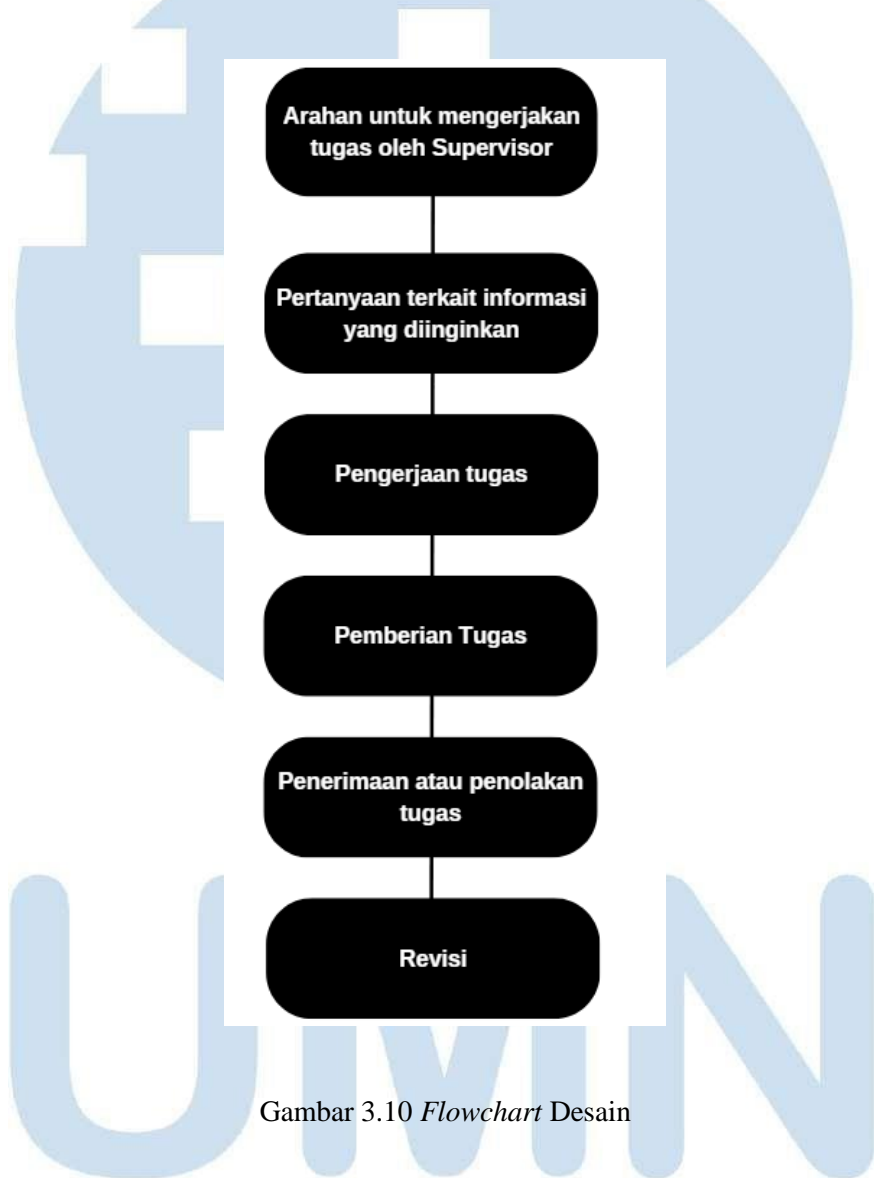 Arahan untuk mengerjakan
tugas oleh Supervisor
Pertanyaan terkait informasi
yang diinginkan
Pengerjaan tugas
Pemberian Tugas
Penerimaan atau penolakan
tugas
Revisi
Gambar 3.10 Flowchart Desain
UMN